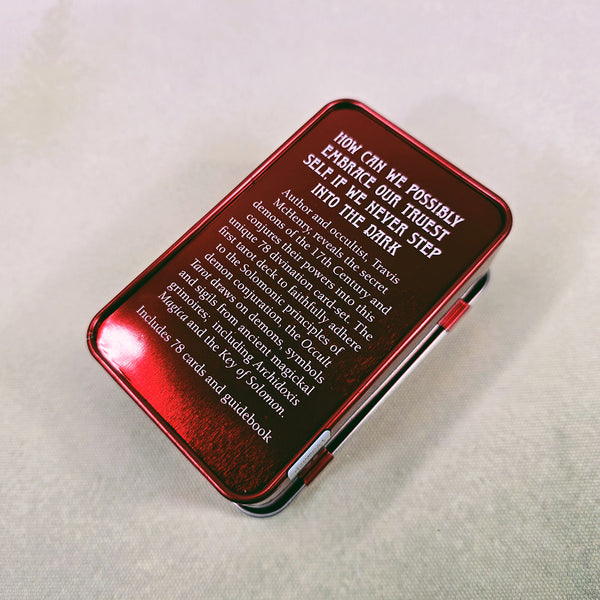 HOW CAN WE POSSIBLY
EMBRACE OUR TRUEST
SELF, IF WE NEVER STEP
INTO THE DARK
Author and occultist, Travis
McHenry, reveals the secret
demons of the 17th Century and
conjures their powers into this
unique 78 divination card-set. The
first tarot deck to faithfully adhere
to the Solomonic principles of
demon conjuration, the Occult
Tarot draws on demons, symbols
and sigils from ancient magickal
grimoires, including Archidoxis
Magica and the Key of Solomon.
Includes 78 cards and guidebook